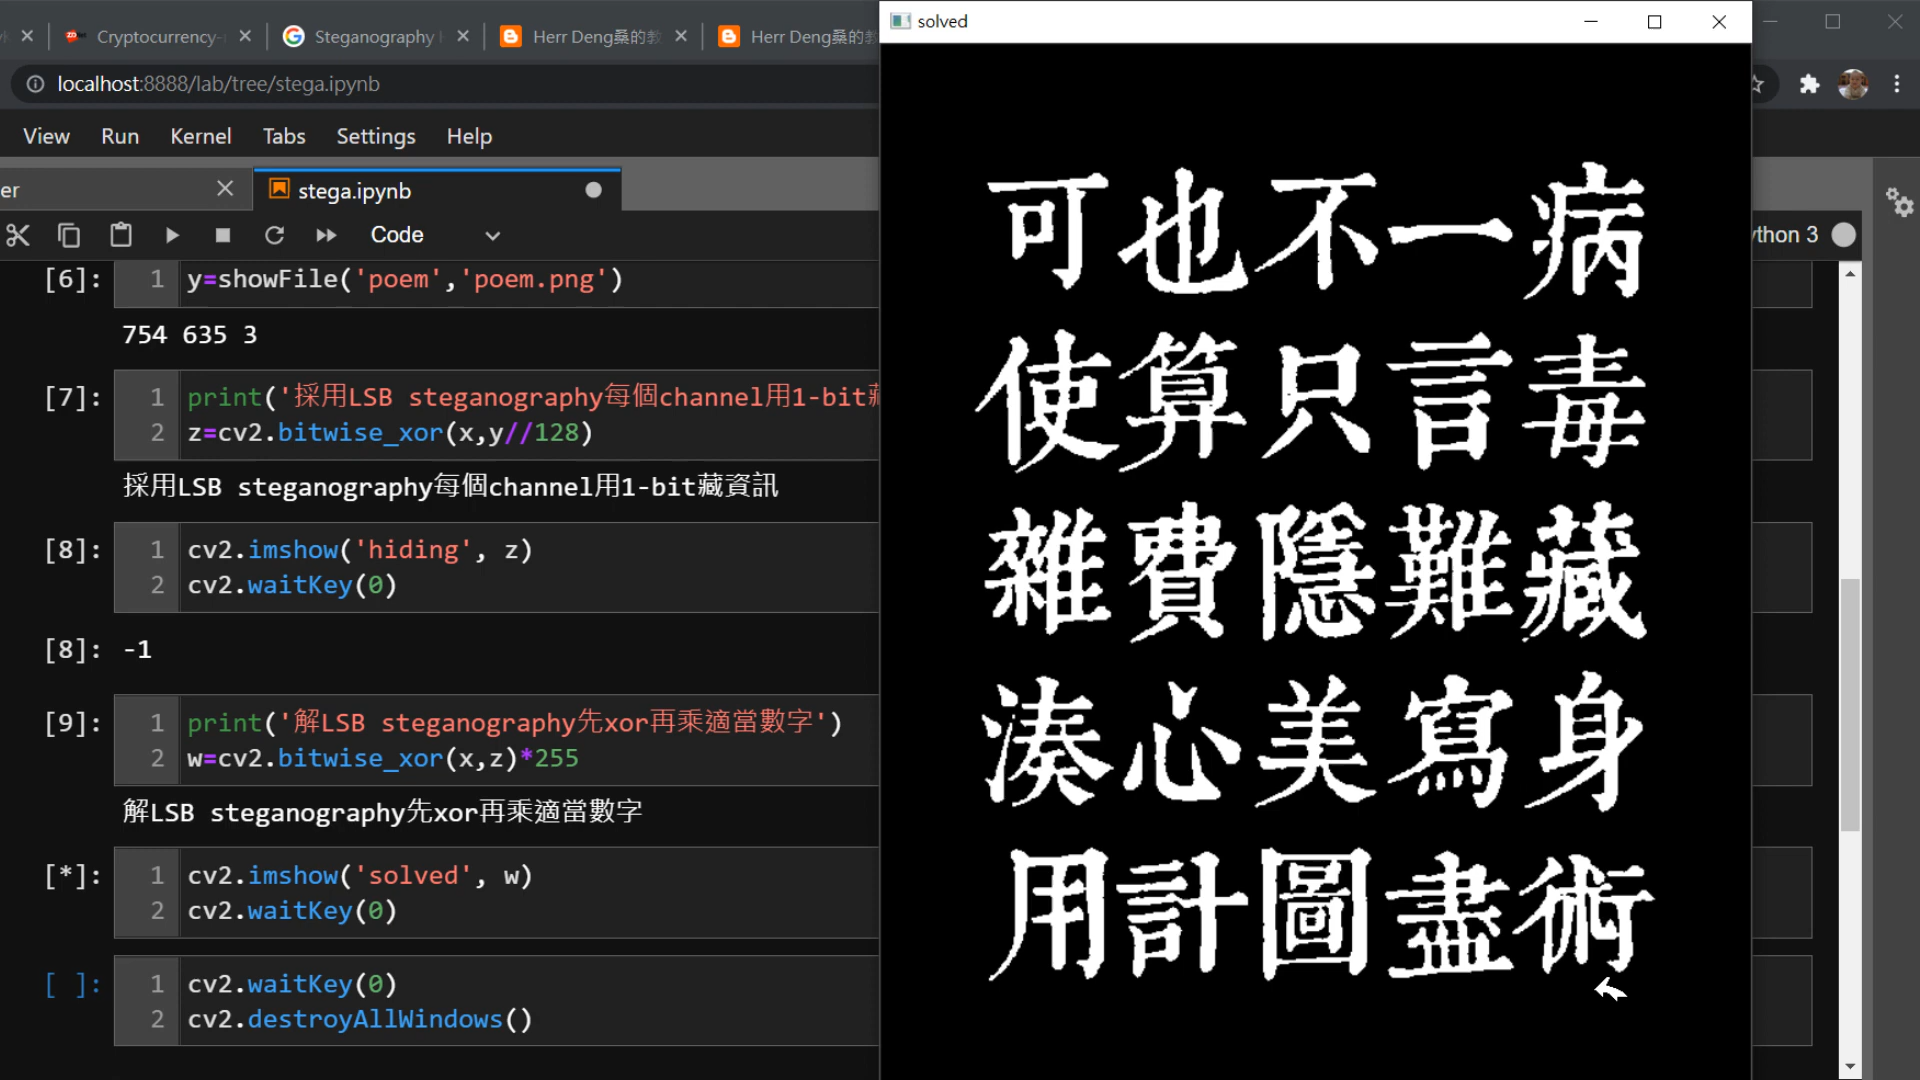 Cryptocurrency-
Steganography
Herr Deng桑的教
Herr Deng桑的教
solved
localhost:8888/lab/tree/stega.ipynb
View Run Kernel Tabs Settings Help
er
stega.ipynb
Code
ython 3
[6]: 1 y=showFile('poem','poem.png')
754 635 3
[7]: 1 print('採用LSB steganography每個channel用1-bit藏
2 z=cv2.bitwise_xor(x,y//128)
採用LSB steganography每個channel用1-bit藏資訊
[8]: 1 cv2.imshow('hiding', z)
2 cv2.waitKey(0)
[8]: -1
[9]: 1 print('解LSB steganography先xor再乘適當數字')
2 w=cv2.bitwise_xor(x,z)*255
解LSB steganography先xor再乘適當數字
[*]: 1 cv2.imshow('solved', w)
2 cv2.waitKey(0)
[ ]: 1 cv2.waitKey(0)
2 cv2.destroyAllWindows()
病毒藏身術
一言難寫盡
不只隱美圖
也算費心計
可使雜湊用